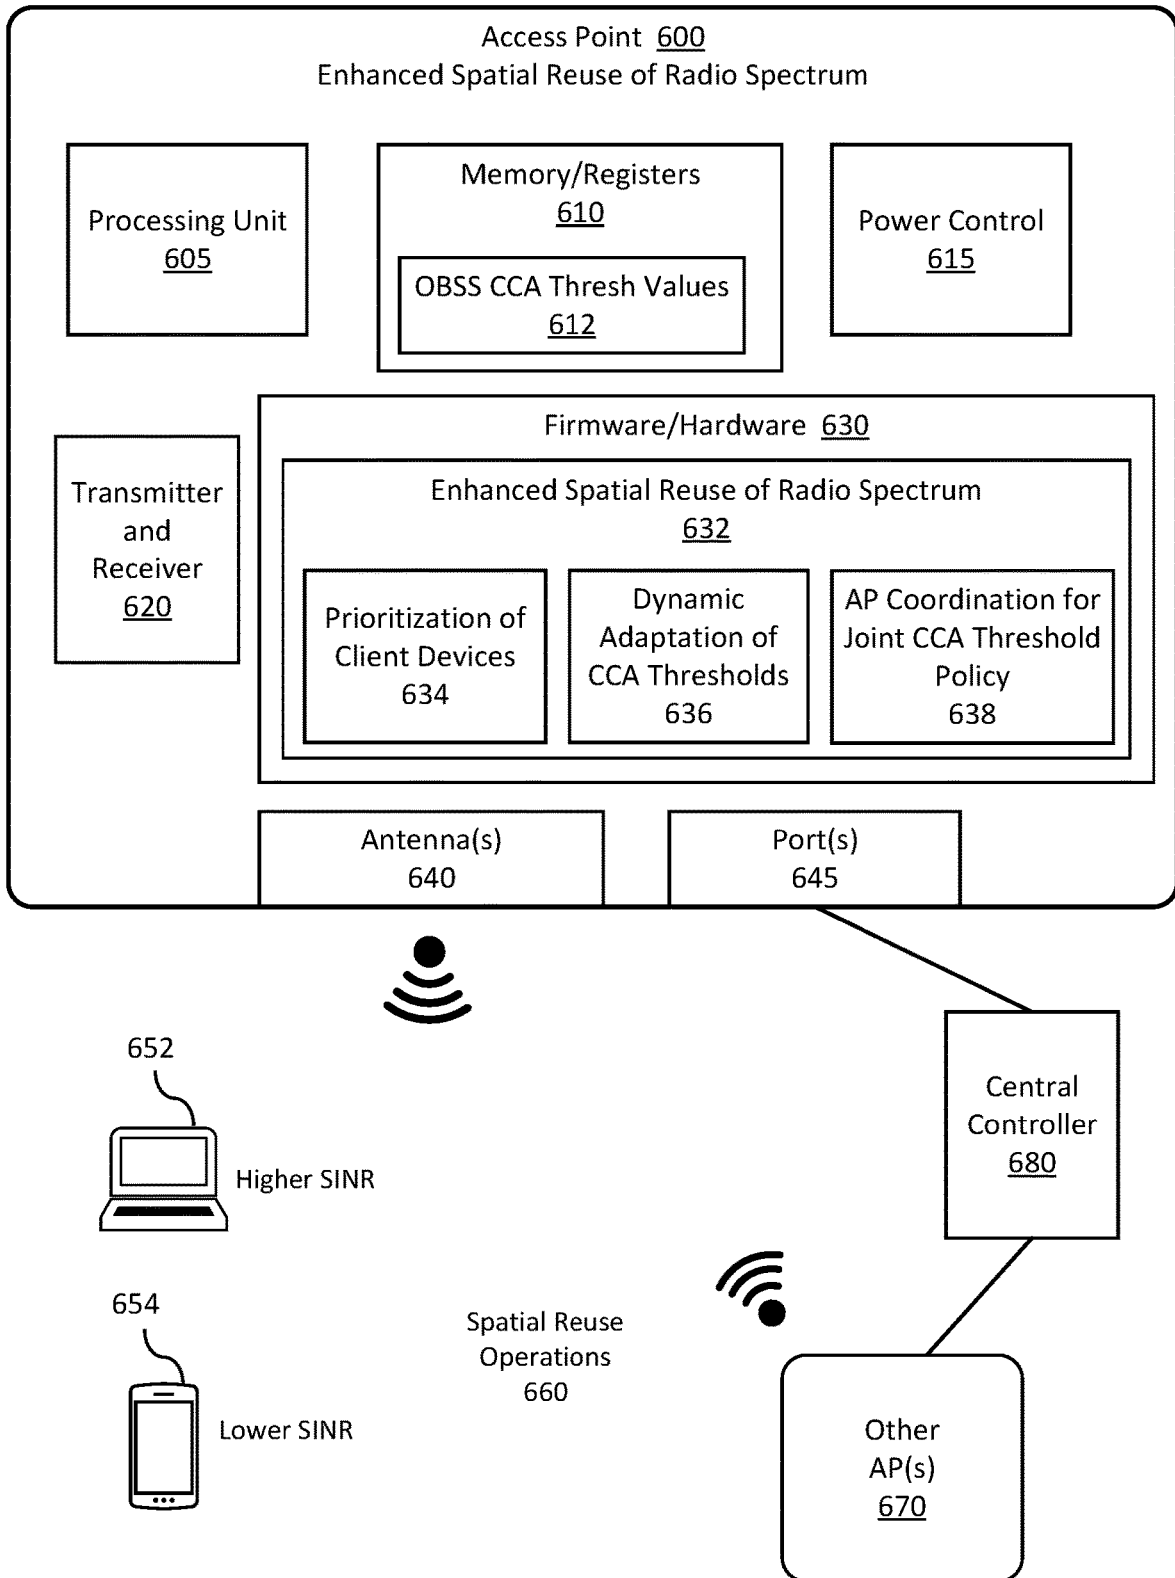 Access Point 600
Enhanced Spatial Reuse of Radio Spectrum
Processing Unit
605
Memory/Registers
610
OBSS CCA Thresh Values
612
Power Control
615
Transmitter
and
Receiver
620
Firmware/Hardware 630
Enhanced Spatial Reuse of Radio Spectrum
632
Prioritization of
Client Devices
634
Dynamic
Adaptation of
CCA Thresholds
636
AP Coordination for
Joint CCA Threshold
Policy
638
Antenna(s)
640
Port(s)
645
652
Higher SINR
Central
Controller
680
654
Lower SINR
Spatial Reuse
Operations
660
Other
AP(s)
670